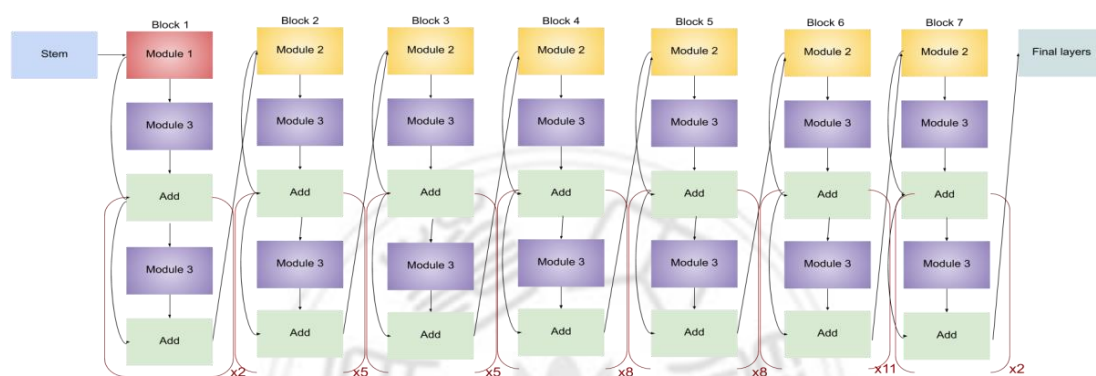 Block 1 Block 2 Block 3 Block 4 Block 5 Block 6 Block 7
Stem Module 1 Module 2 Module 2 Module 2 Module 2 Module 2 Module 2 Final layers
Module 3 Module 3 Module 3 Module 3 Module 3 Module 3 Module 3
Add Add Add Add Add Add Add
Module 3 Module 3 Module 3 Module 3 Module 3 Module 3 Module 3
Add Add Add Add Add Add Add
x2 x5 x5 x8 x8 x11 x2